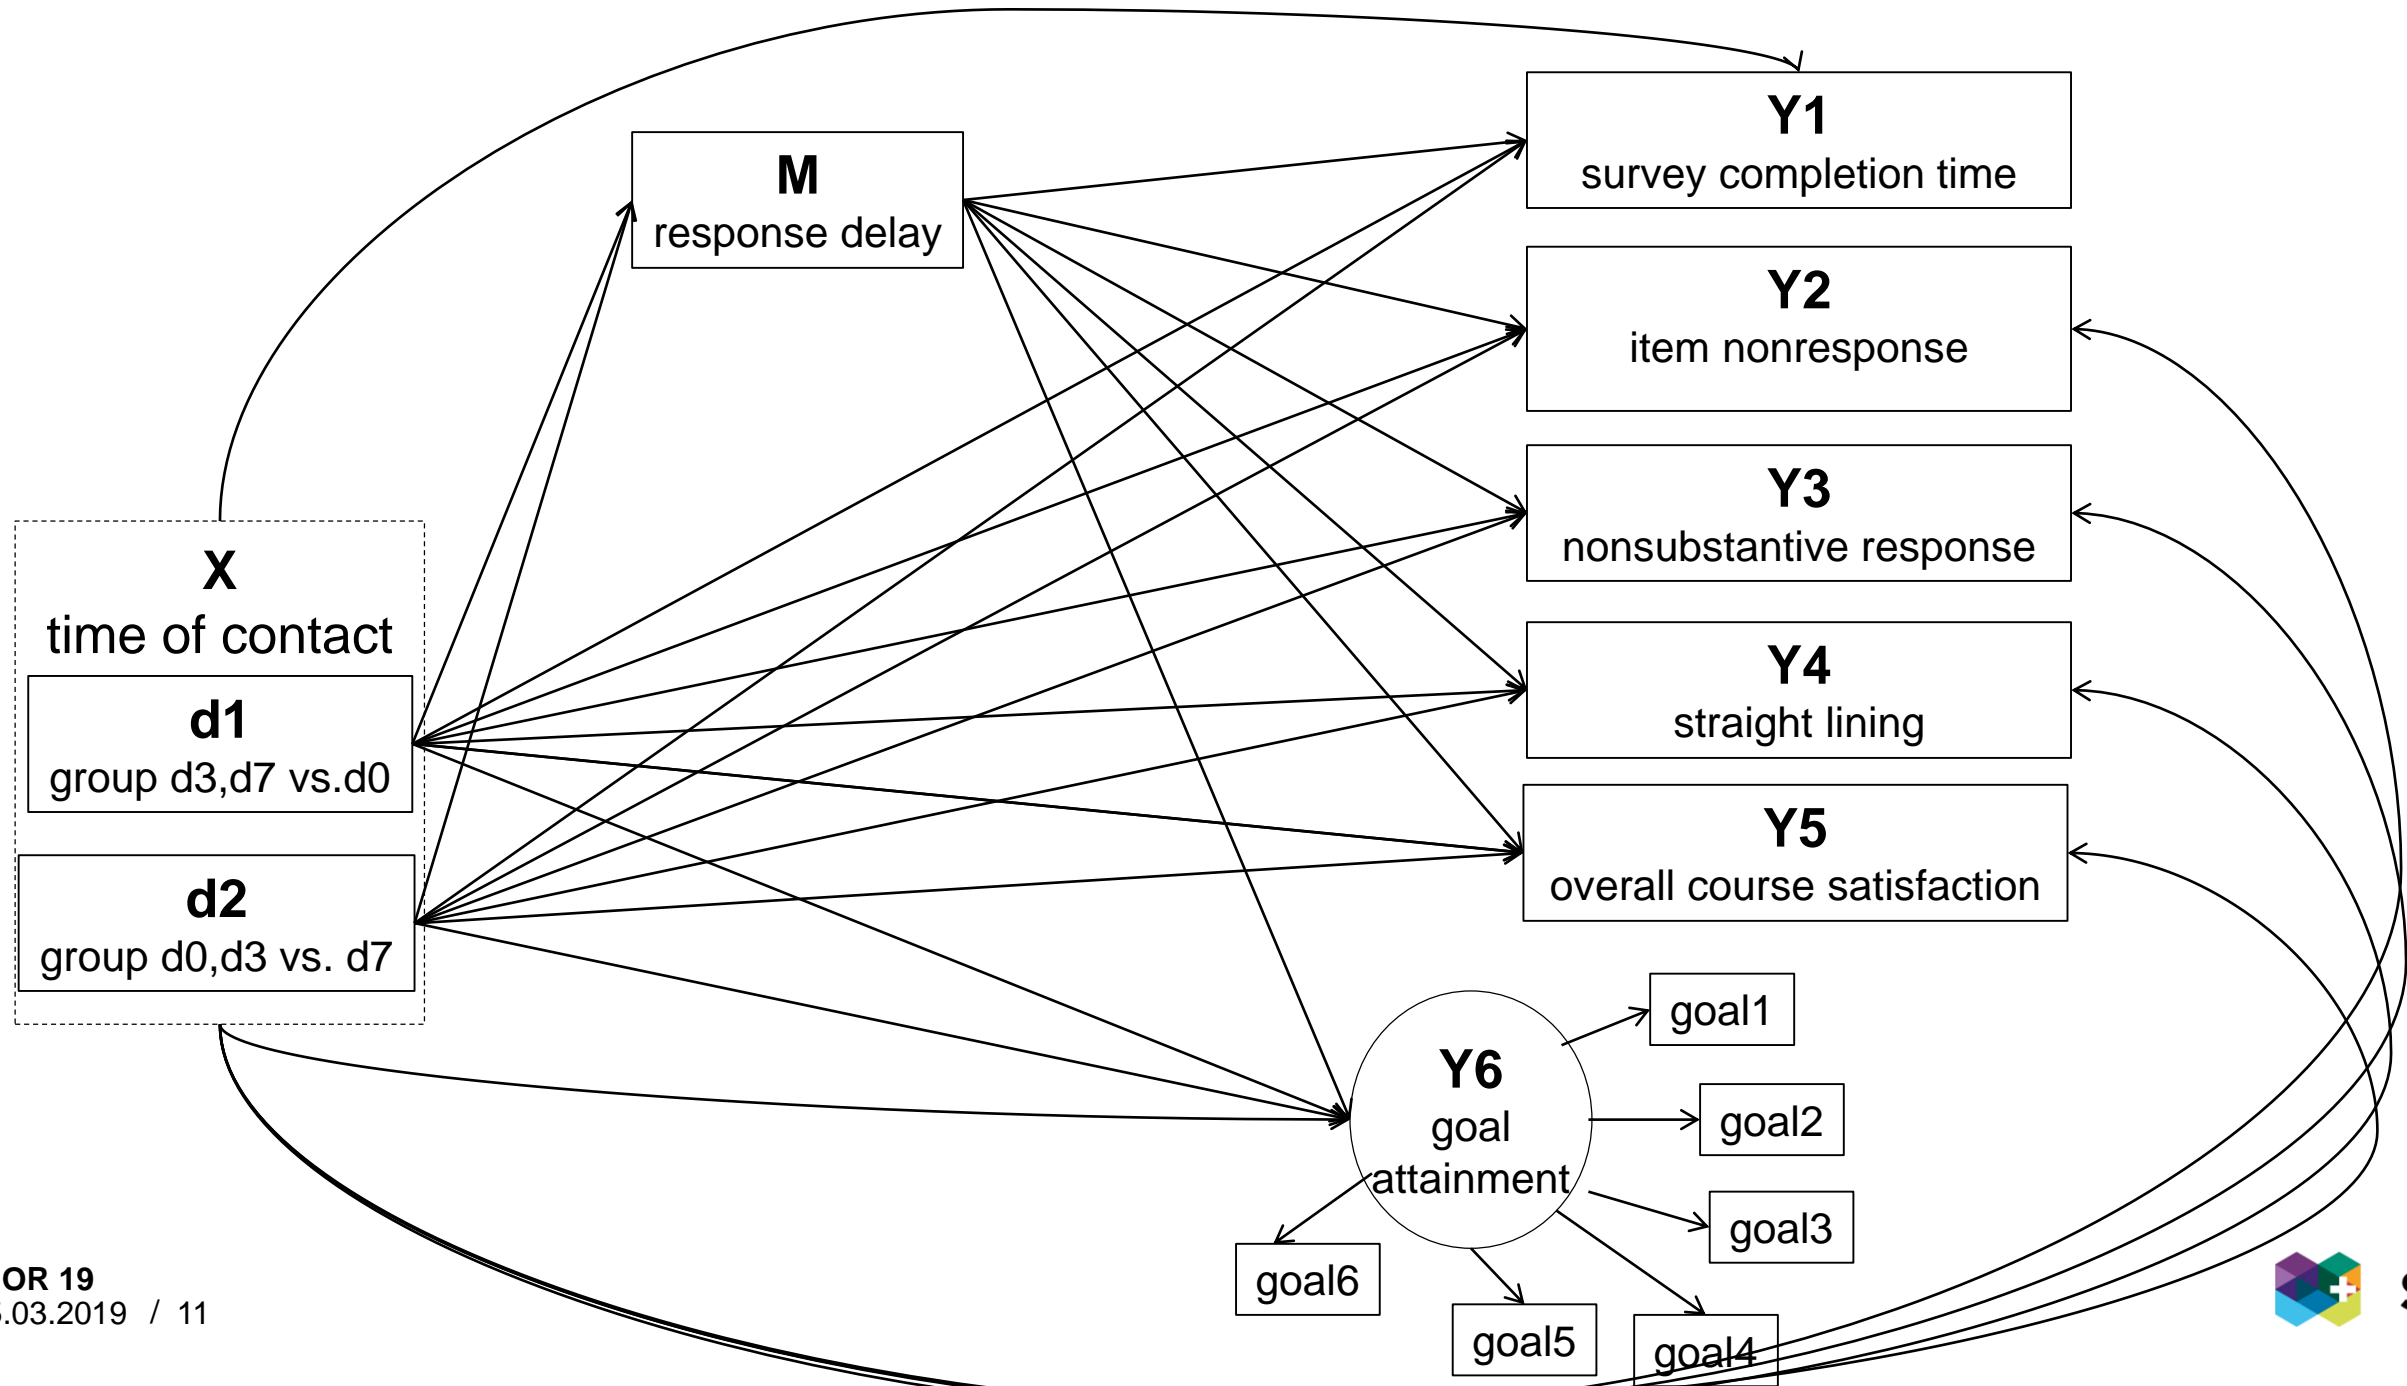 Y1
survey completion time
M
response delay
Y2
item nonresponse
Y3
nonsubstantive response
X
time of contact
Y4
straight lining
d1
group d3,d7 vs.d0
Y5
overall course satisfaction
d2
group d0,d3 vs. d7
goal1
Y6
goal
attainment
goal2
goal3
goal6
goal5
goal4
OR 19
.03.2019 / 11